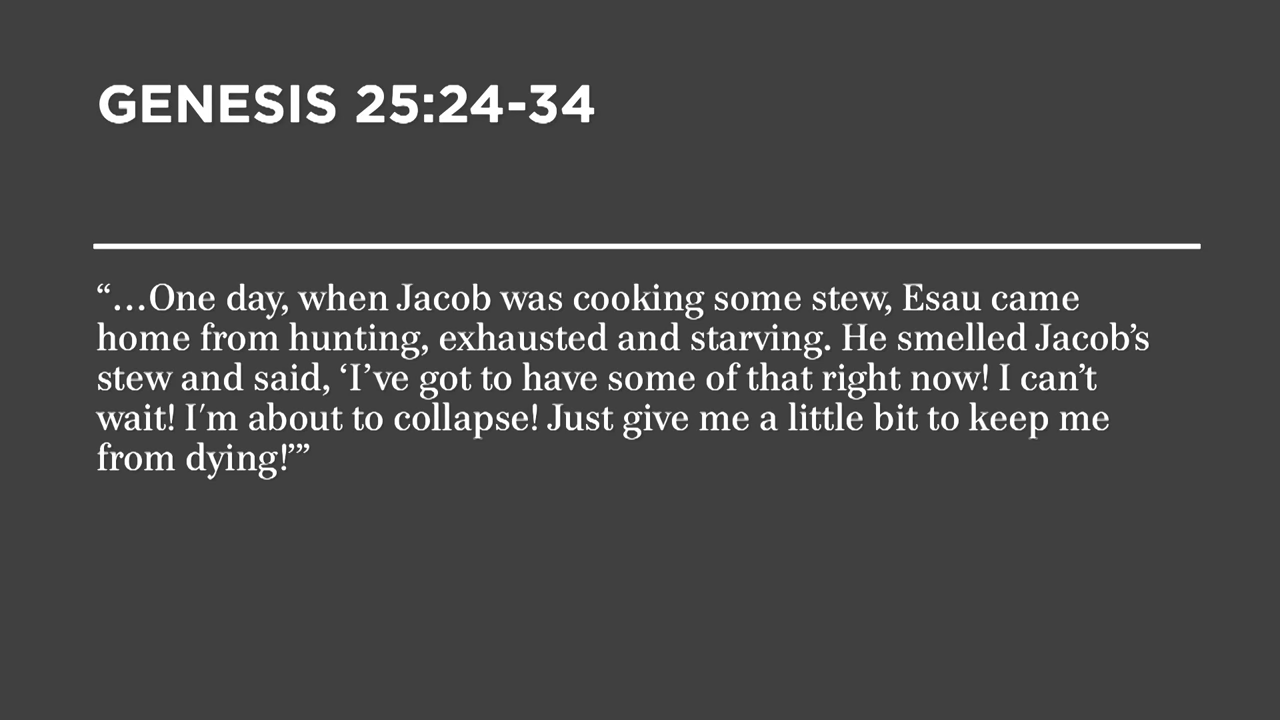 GENESIS 25:24-34
“…One day, when Jacob was cooking some stew, Esau came
home from hunting, exhausted and starving. He smelled Jacob’s
stew and said, ‘I’ve got to have some of that right now! I can’t
wait! I'm about to collapse! Just give me a little bit to keep me
from dying!’”